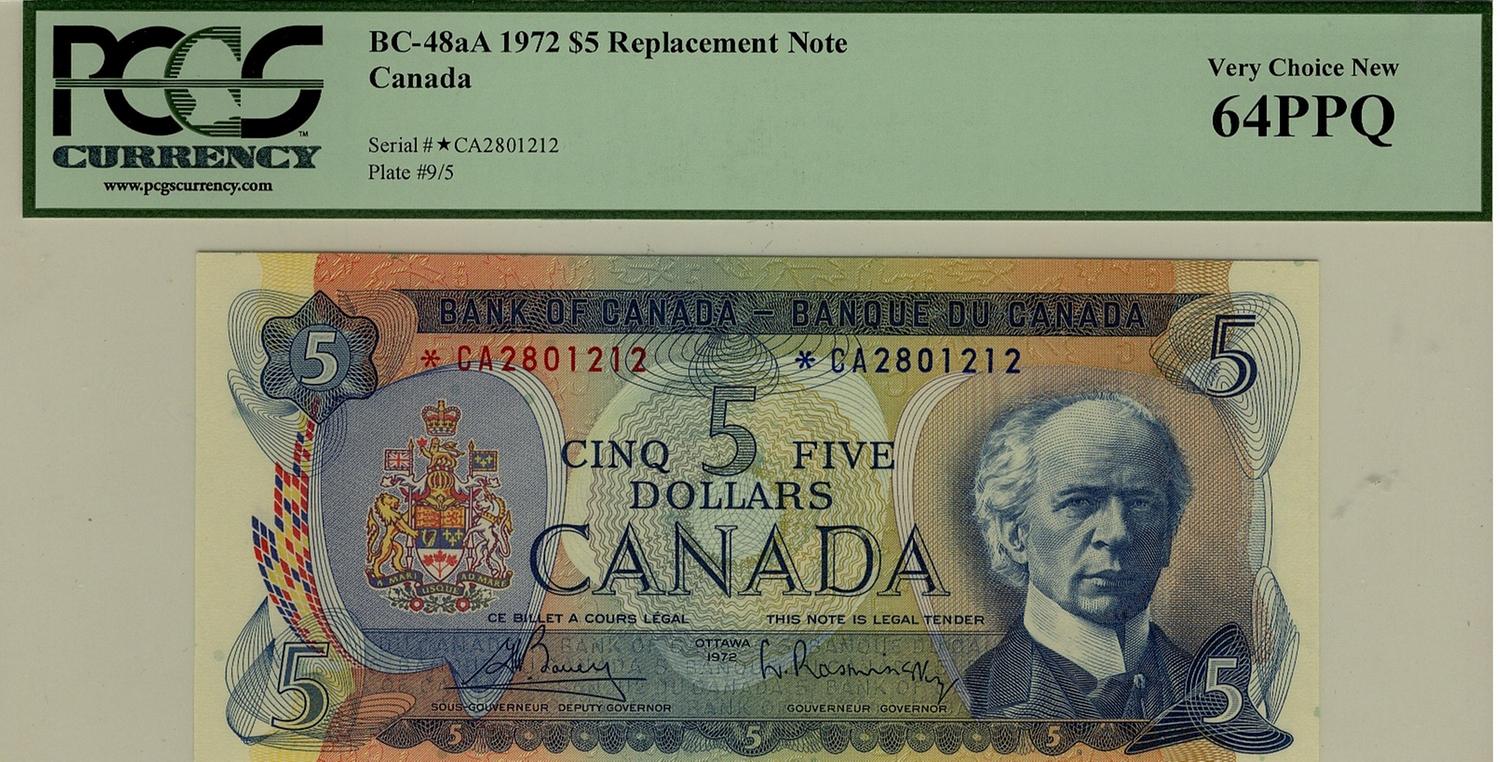 PCGS
™
CURRENCY
www.pcgscurrency.com
BC-48aA 1972 $5 Replacement Note
Canada
Serial #★CA2801212
Plate #9/5
Very Choice New
64PPQ
BANK OF CANADA – BANQUE DU CANADA
5
5
* CA2801212
* CA2801212
5
CINQ
FIVE
DOLLARS
CANADA
A MARI
USQUE
AD MARE
CE BILLET A COURS LÉGAL
THIS NOTE IS LEGAL TENDER
OTTAWA
1972
SOUS-GOUVERNEUR DEPUTY GOVERNOR
GOUVERNEUR GOVERNOR
5
5
5
5
5